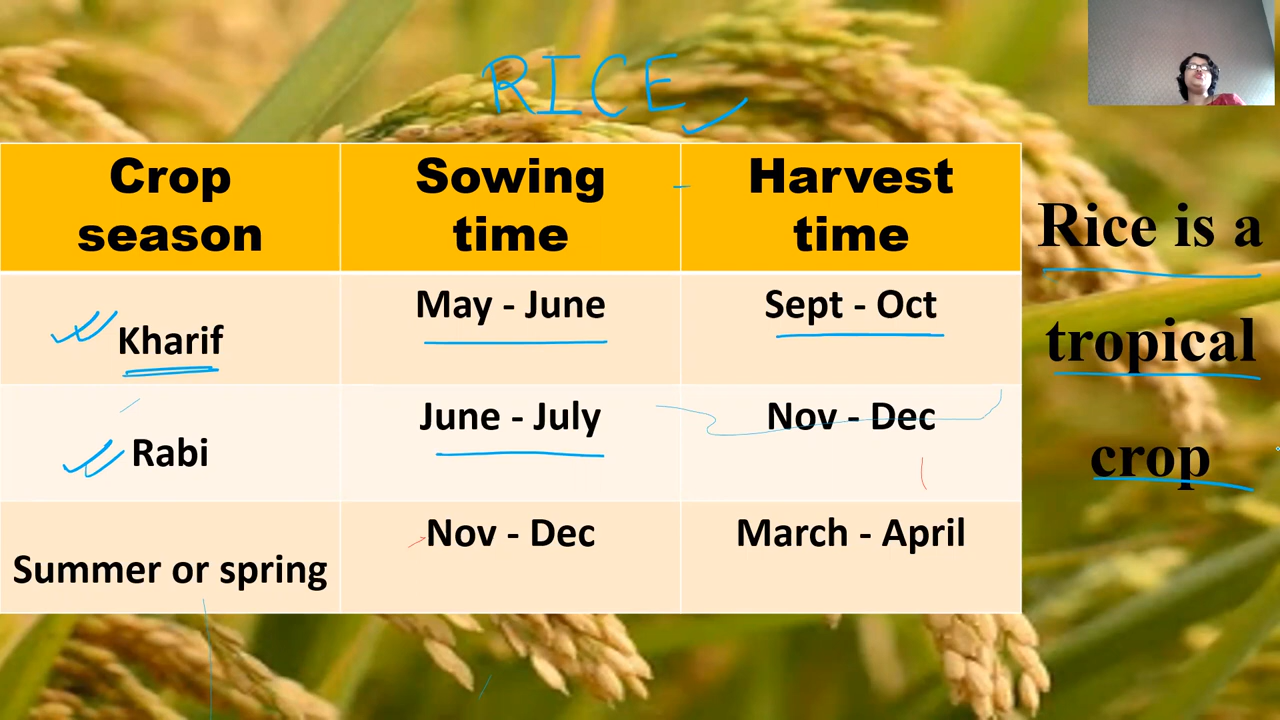 RICE
Crop season
Sowing time
Harvest time
Kharif
May - June
Sept - Oct
Rabi
June - July
Nov - Dec
Summer or spring
Nov - Dec
March - April
Rice is a
tropical
crop